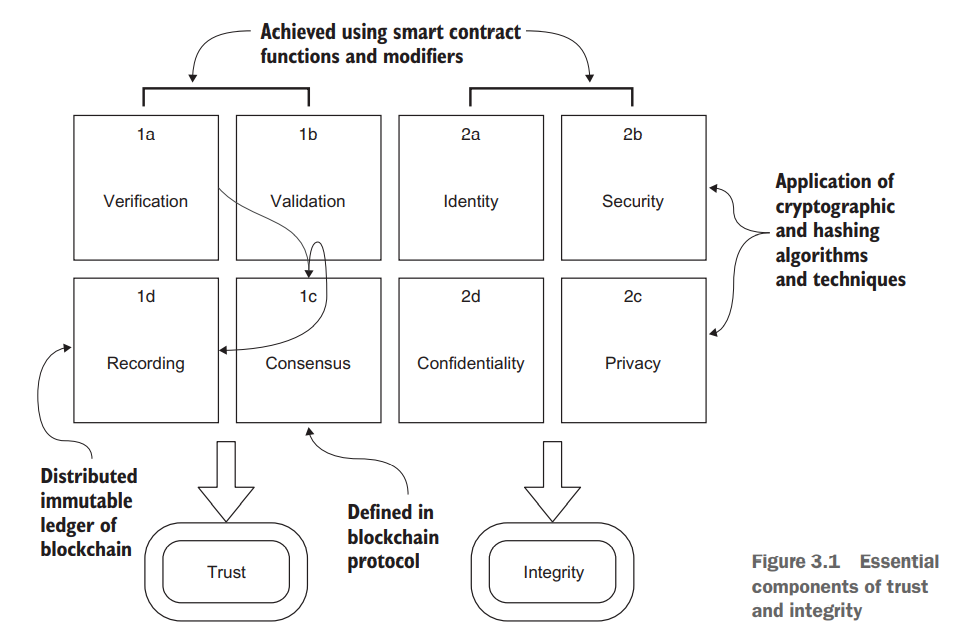 Achieved using smart contract
functions and modifiers
1a
Verification
1b
Validation
2a
Identity
2b
Security
Application of
cryptographic
and hashing
algorithms
and techniques
1d
Recording
1c
Consensus
2d
Confidentiality
2c
Privacy
Distributed
immutable
ledger of
blockchain
Defined in
blockchain
protocol
Trust
Integrity
Figure 3.1 Essential
components of trust
and integrity